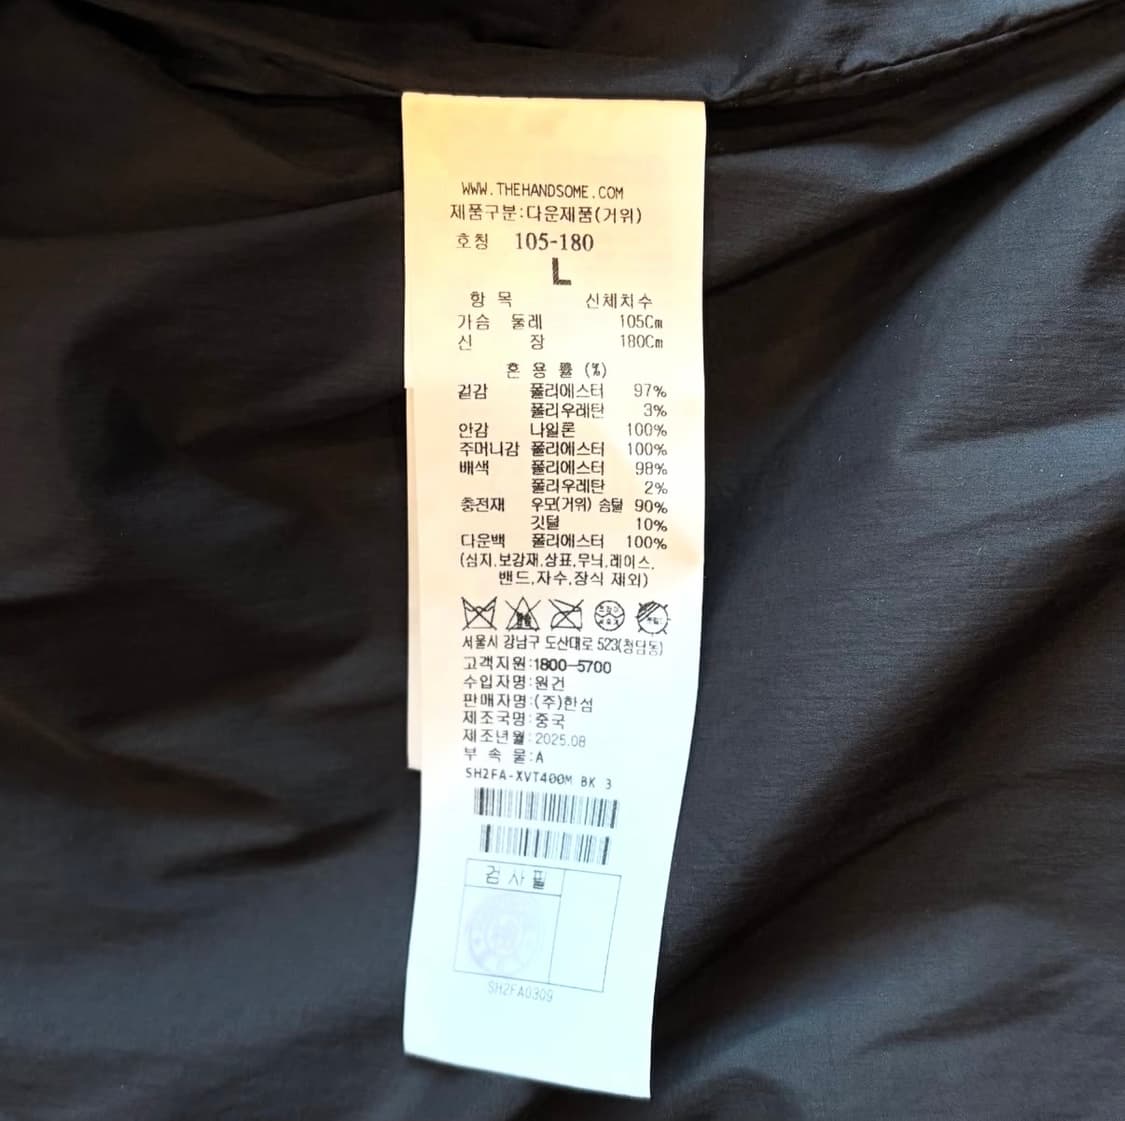 WWW.THEHANDSOME.COM
제품구분:다운제품(거위)
호칭 105-180
L
항 목 신체치수
가슴 둘레 105Cm
신 장 180Cm
혼 용 률 (%)
겉감 폴리에스터 97%
폴리우레탄 3%
안감 나일론 100%
주머니감 폴리에스터 100%
배색 폴리에스터 98%
폴리우레탄 2%
충전재 우모(거위) 솜털 90%
깃털 10%
다운백 폴리에스터 100%
(심지,보강재,상표,무늬,레이스,
밴드,자수,장식 제외)
서울시 강남구 도산대로 523(청담동)
고객지원:1800-5700
수입자명:원건
판매자명:(주)한섬
제조국명:중국
제조년월:2025.08
부 속 물:A
SH2FA-XVT400M BK 3
검 사 필
SH2FA0309